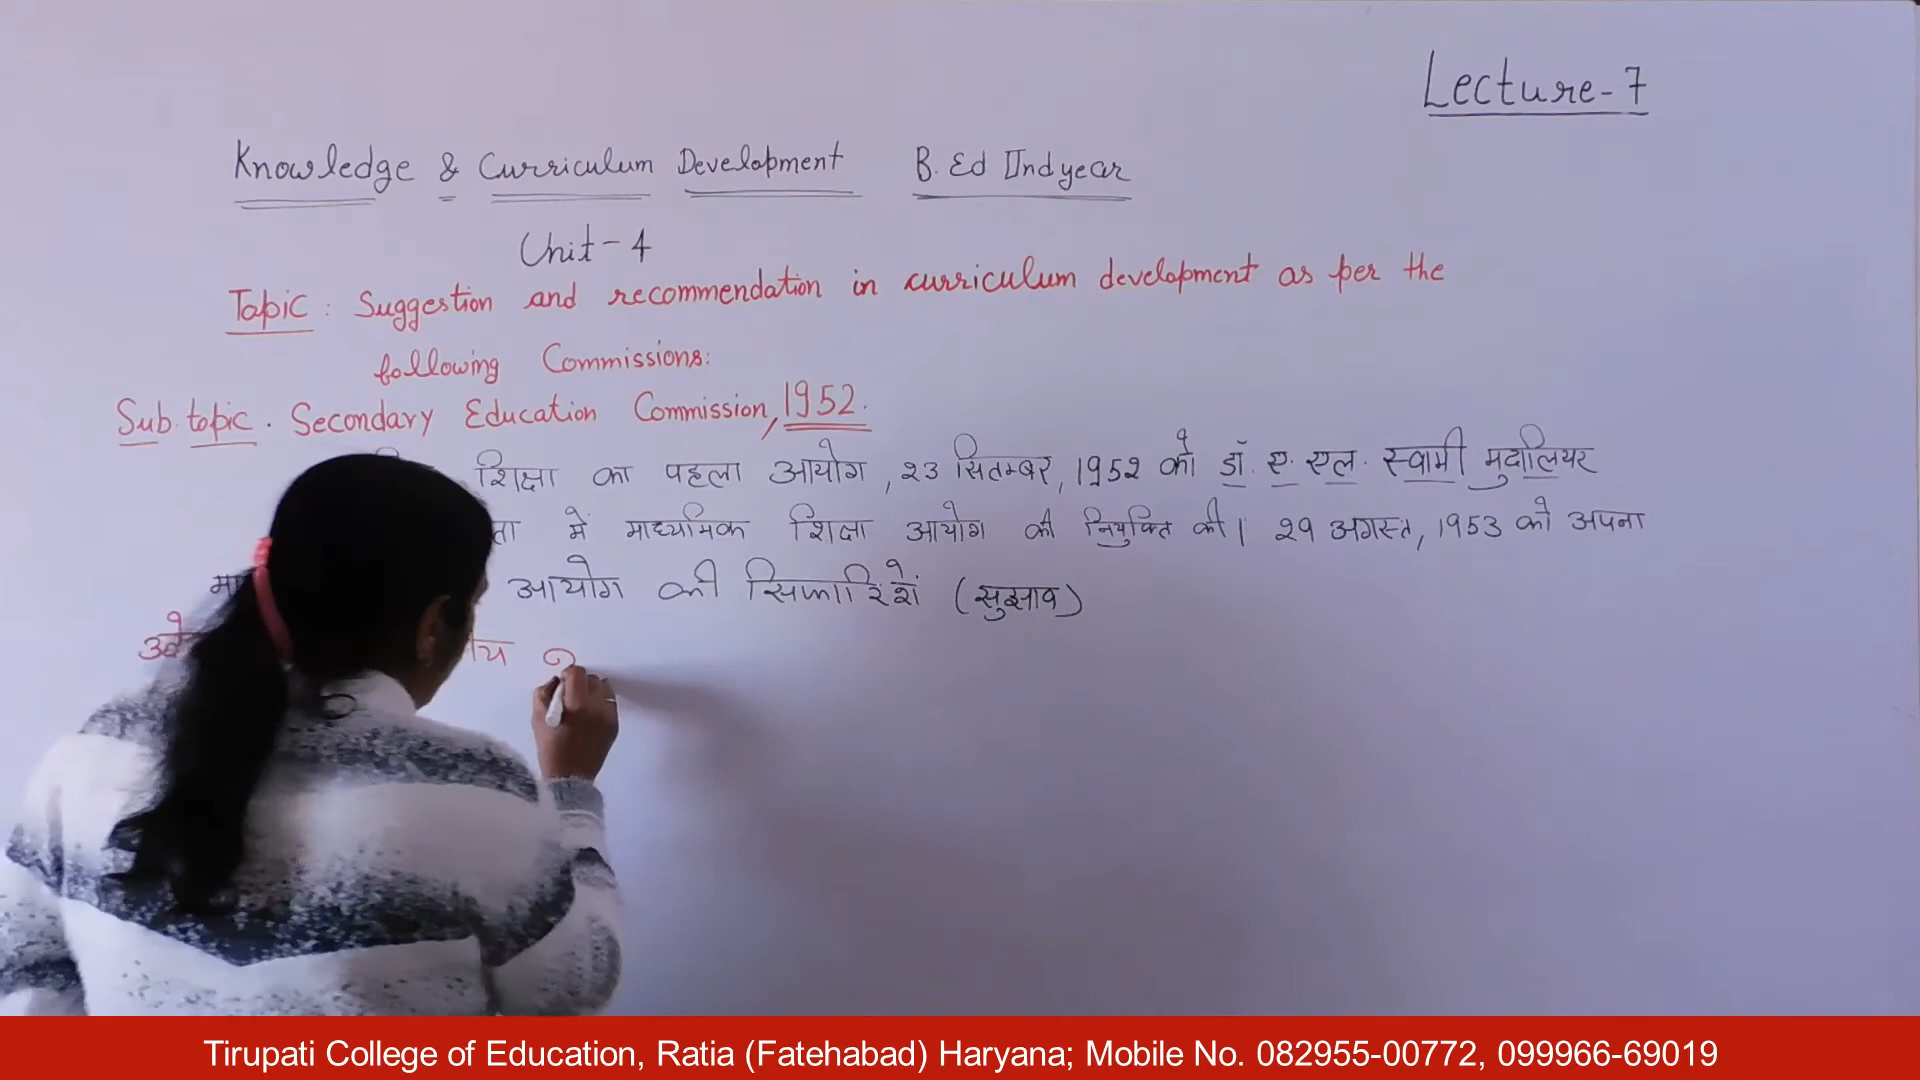 Lecture-7
Knowledge & Curriculum Development B.Ed IInd year
Unit-4
Topic: Suggestion and recommendation in curriculum development as per the
following Commissions:
Sub topic. Secondary Education Commission, 1952.
शिक्षा का पहला आयोग, 23 सितम्बर, 1952 को डॉ. ए. एल. स्वामी मुदालियर
में माध्यमिक शिक्षा आयोग की नियुक्ति की। 29 अगस्त, 1953 को अपना
आयोग की सिफारिशें (सुझाव)
Tirupati College of Education, Ratia (Fatehabad) Haryana; Mobile No. 082955-00772, 099966-69019